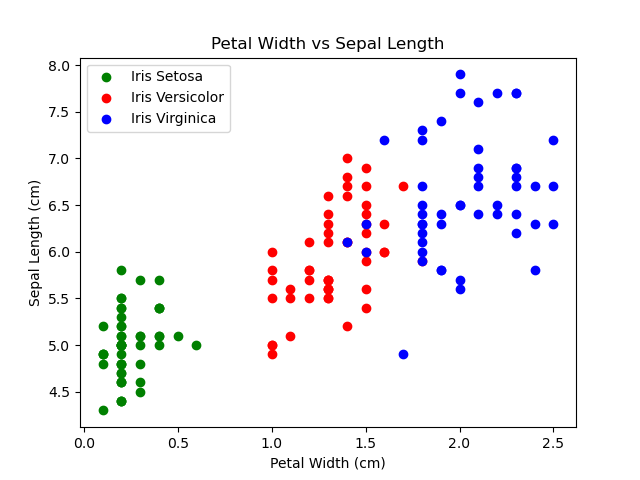 Petal Width vs Sepal Length
Iris Setosa
Iris Versicolor
Iris Virginica
Sepal Length (cm)
8.0
7.5
7.0
6.5
6.0
5.5
5.0
4.5
0.0 0.5 1.0 1.5 2.0 2.5
Petal Width (cm)